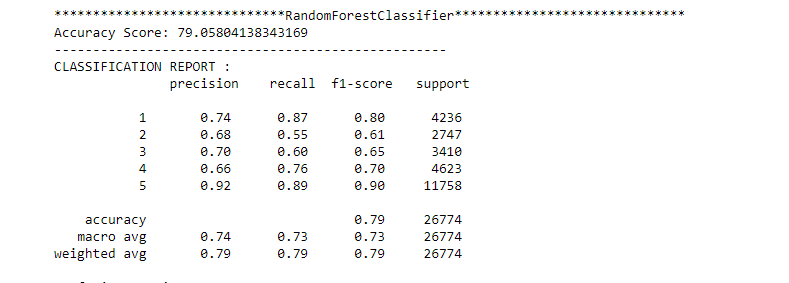 ******************************RandomForestClassifier******************************
Accuracy Score: 79.05804138343169
---------------------------------------------------
CLASSIFICATION REPORT :
precision recall f1-score support
1 0.74 0.87 0.80 4236
2 0.68 0.55 0.61 2747
3 0.70 0.60 0.65 3410
4 0.66 0.76 0.70 4623
5 0.92 0.89 0.90 11758
accuracy 0.79 26774
macro avg 0.74 0.73 0.73 26774
weighted avg 0.79 0.79 0.79 26774